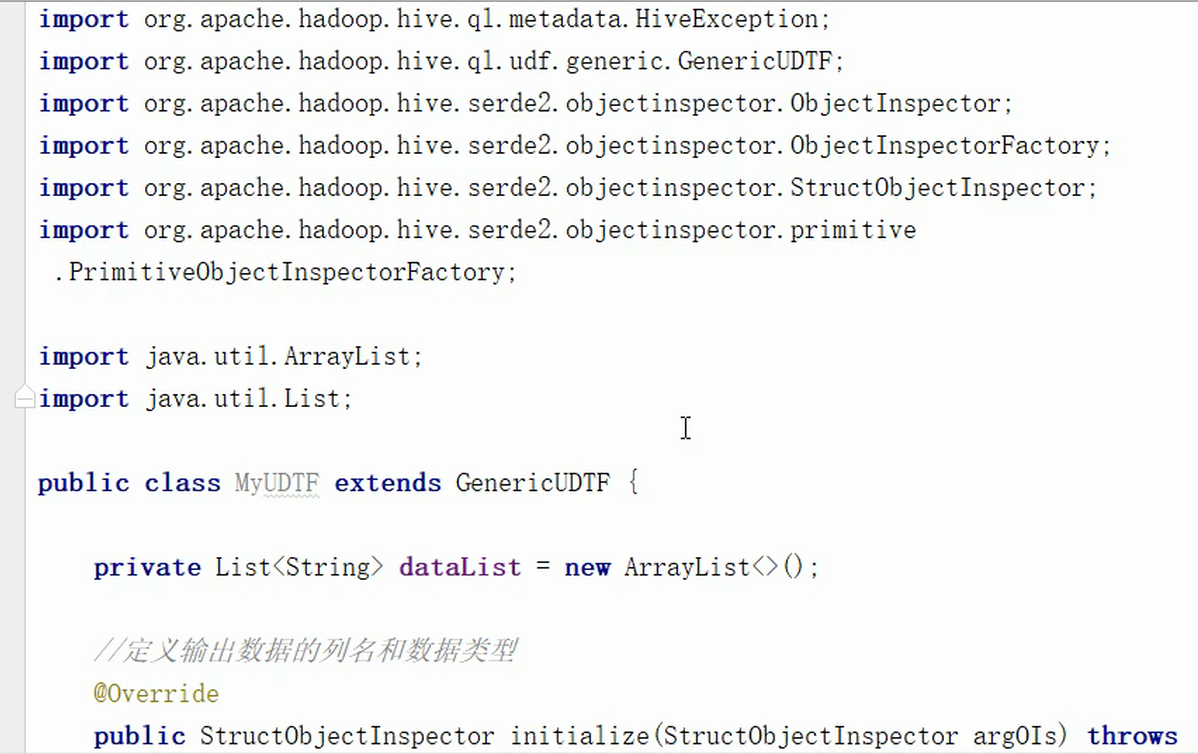 import org.apache.hadoop.hive.ql.metadata.HiveException;
import org.apache.hadoop.hive.ql.udf.generic.GenericUDTF;
import org.apache.hadoop.hive.serde2.objectinspector.ObjectInspector;
import org.apache.hadoop.hive.serde2.objectinspector.ObjectInspectorFactory;
import org.apache.hadoop.hive.serde2.objectinspector.StructObjectInspector;
import org.apache.hadoop.hive.serde2.objectinspector.primitive
.PrimitiveObjectInspectorFactory;
import java.util.ArrayList;
import java.util.List;
public class MyUDTF extends GenericUDTF {
private List<String> dataList = new ArrayList<>();
//定义输出数据的列名和数据类型
@Override
public StructObjectInspector initialize(StructObjectInspector argOIs) throws